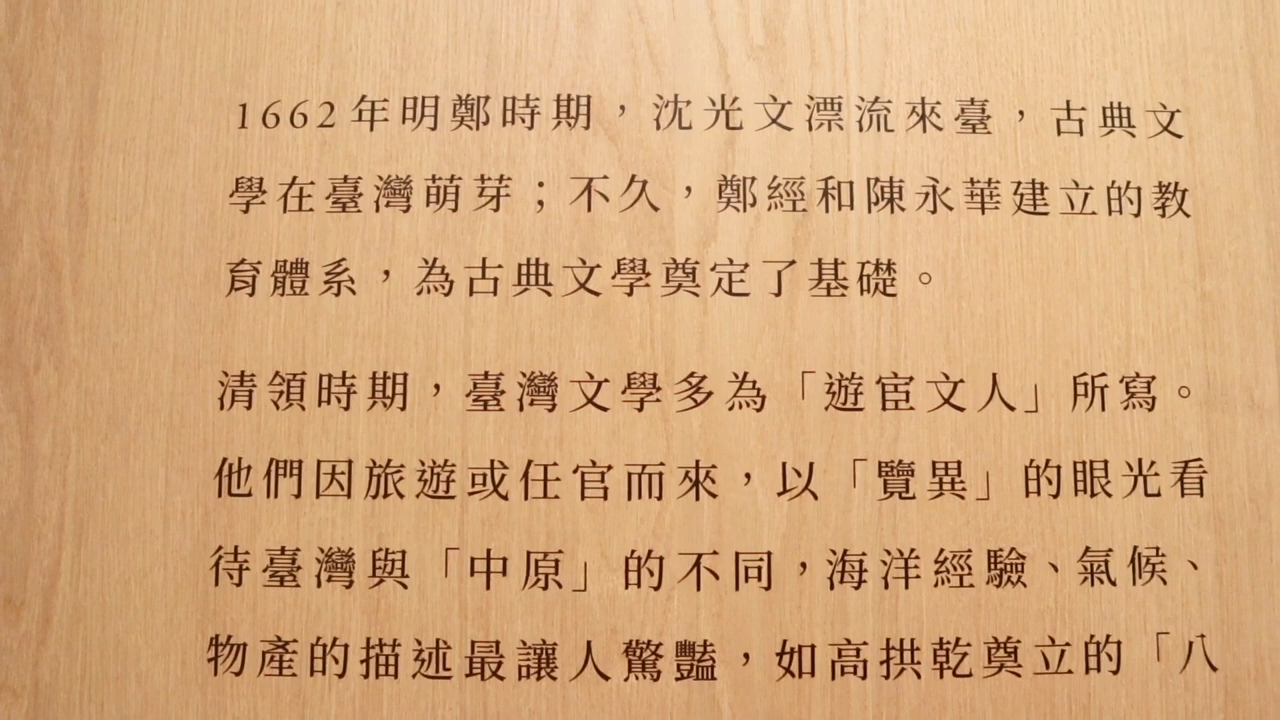 1662年明鄭時期，沈光文漂流來臺，古典文
學在臺灣萌芽；不久，鄭經和陳永華建立的教
育體系，為古典文學奠定了基礎。
清領時期，臺灣文學多為「遊宦文人」所寫。
他們因旅遊或任官而來，以「覽異」的眼光看
待臺灣與「中原」的不同，海洋經驗、氣候、
物產的描述最讓人驚豔，如高拱乾奠立的「八